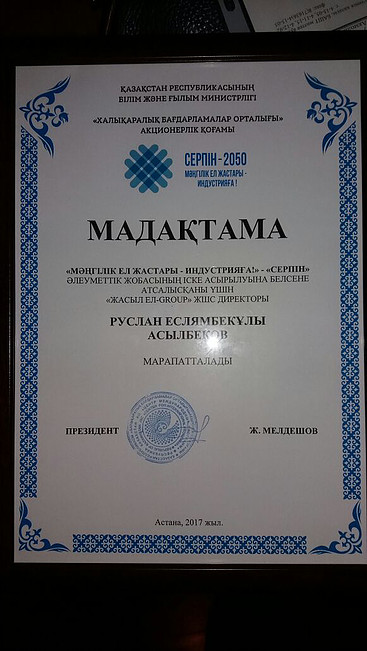 ҚАЗАҚСТАН РЕСПУБЛИКАСЫНЫҢ
БІЛІМ ЖӘНЕ ҒЫЛЫМ МИНИСТРЛІГІ
«ХАЛЫҚАРАЛЫҚ БАҒДАРЛАМАЛАР ОРТАЛЫҒЫ»
АКЦИОНЕРЛІК ҚОҒАМЫ
СЕРПІН - 2050
МӘҢГІЛІК ЕЛ ЖАСТАРЫ -
ИНДУСТРИЯҒА !
МАДАҚТАМА
«МӘҢГІЛІК ЕЛ ЖАСТАРЫ - ИНДУСТРИЯҒА!» - «СЕРПІН»
ӘЛЕУМЕТТІК ЖОБАСЫНЫҢ ІСКЕ АСЫРЫЛУЫНА БЕЛСЕНЕ
АТСАЛЫСҚАНЫ ҮШІН
«ЖАСЫЛ ЕЛ-GROUP» ЖШС ДИРЕКТОРЫ
РУСЛАН ЕСЛЯМБЕКҰЛЫ
АСЫЛБЕКОВ
МАРАПАТТАЛАДЫ
ПРЕЗИДЕНТ
Ж. МЕЛДЕШОВ
Астана, 2017 жыл.